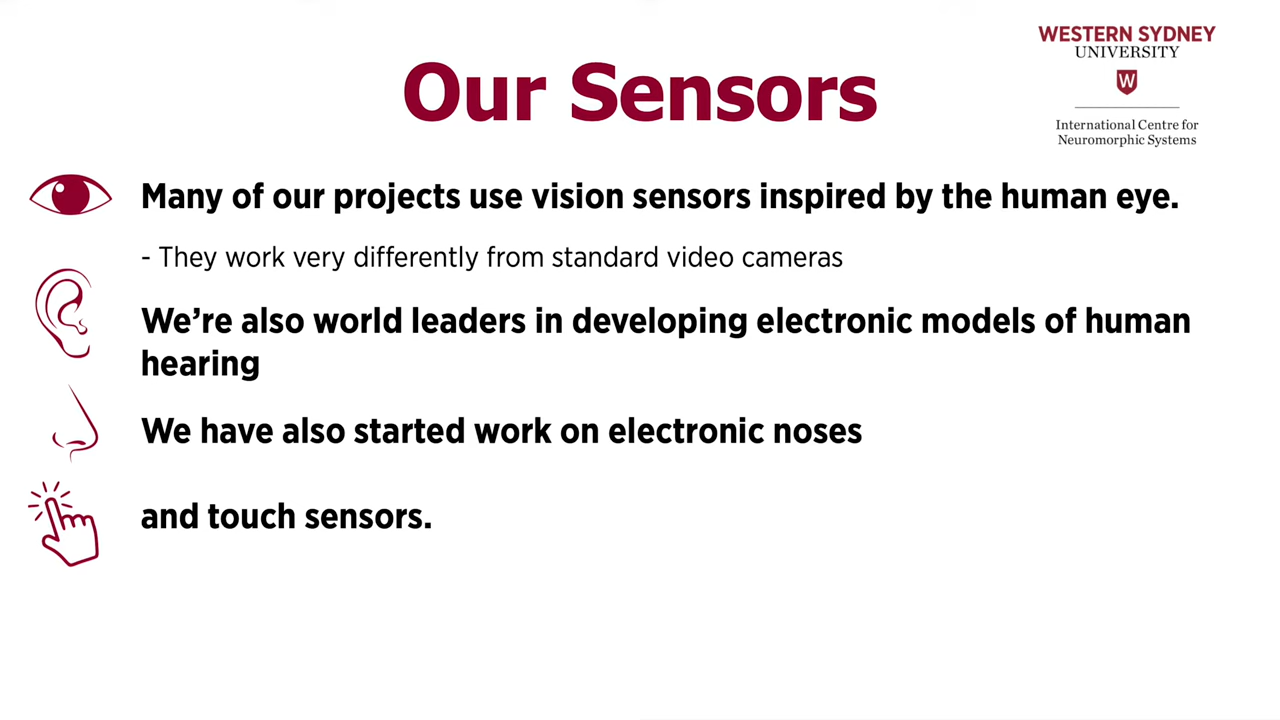 WESTERN SYDNEY
UNIVERSITY
W
International Centre for
Neuromorphic Systems
Our Sensors
Many of our projects use vision sensors inspired by the human eye.
- They work very differently from standard video cameras
We’re also world leaders in developing electronic models of human
hearing
We have also started work on electronic noses
and touch sensors.